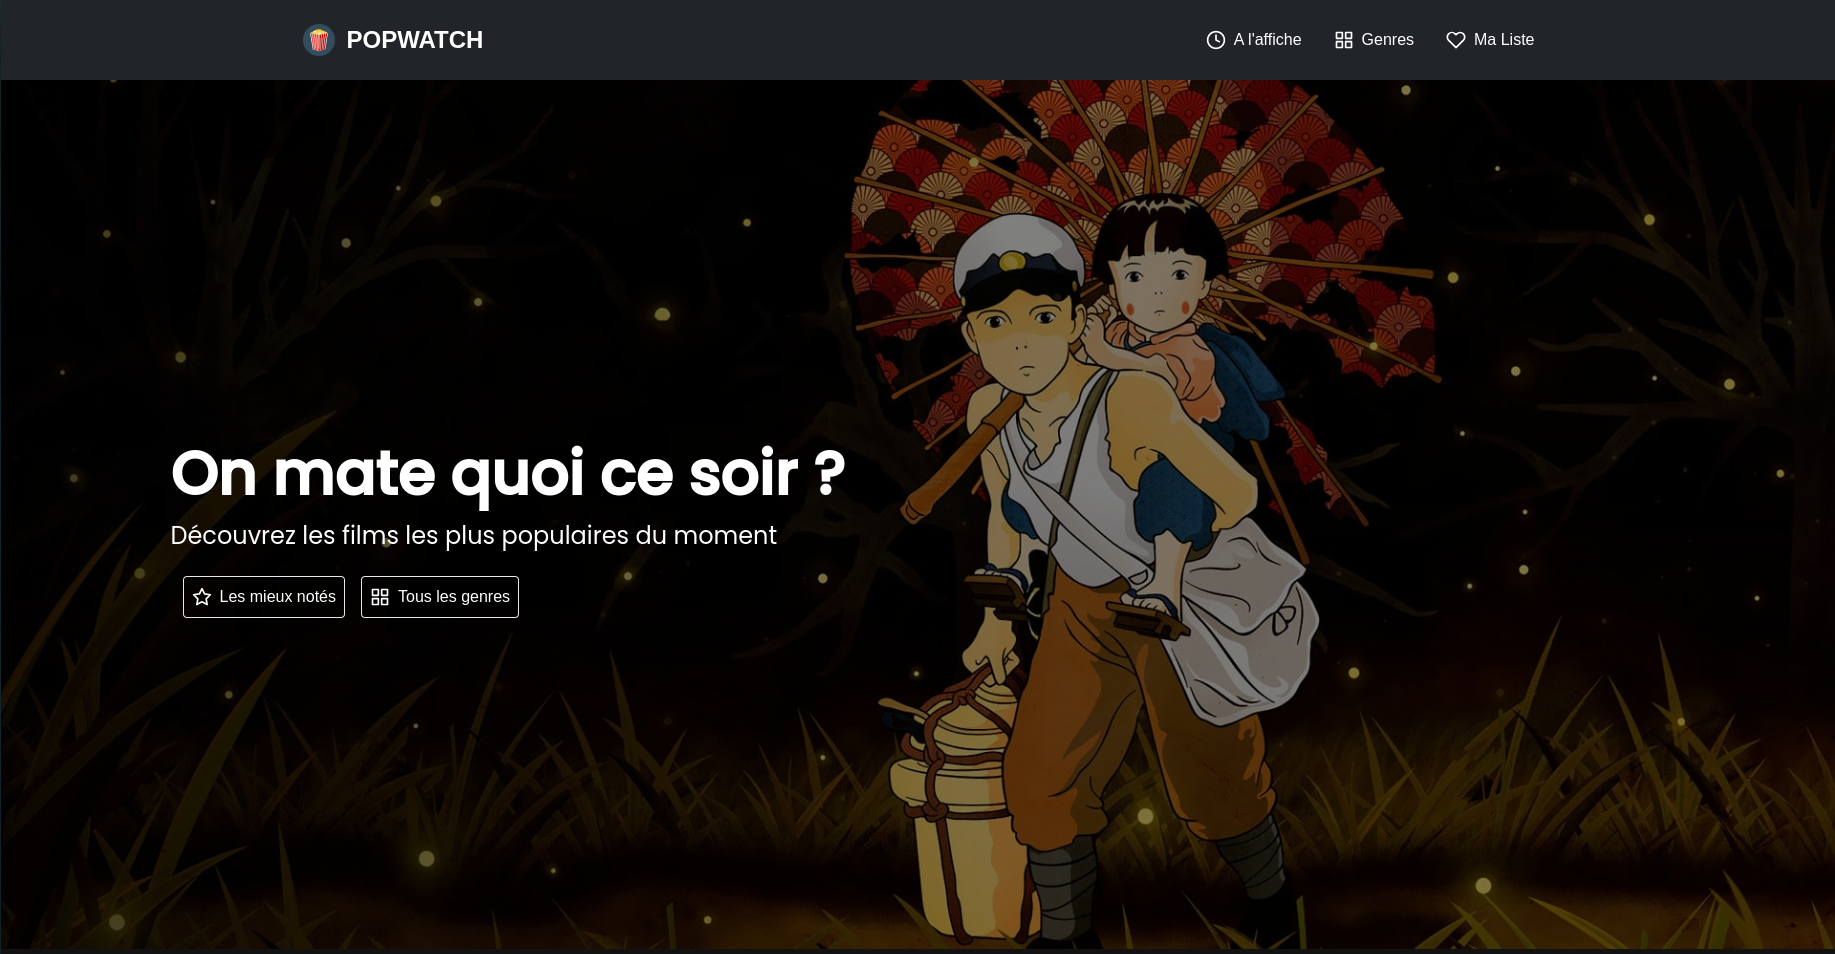 POPWATCH
A l'affiche
Genres
Ma Liste
On mate quoi ce soir ?
Découvrez les films les plus populaires du moment
Les mieux notés
Tous les genres